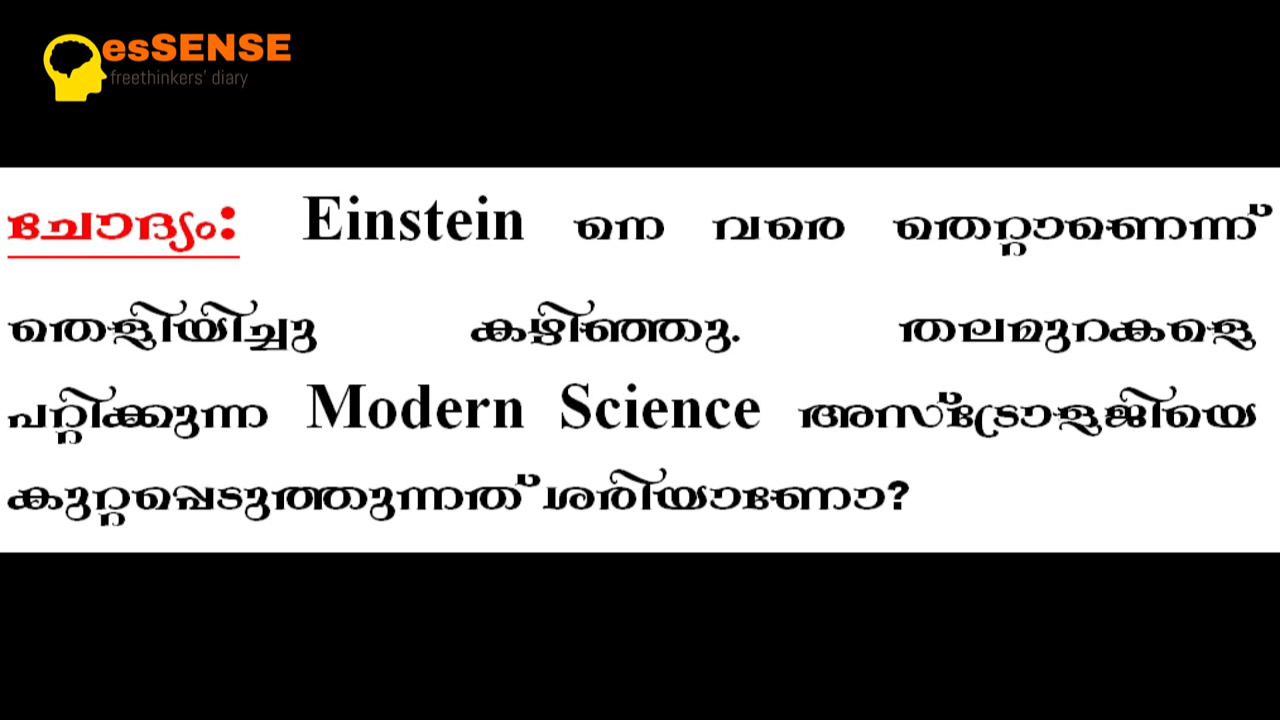 esSENSE
freethinkers' diary
ചോദ്യം: Einstein നെ വരെ തെറ്റാണെന്ന്
തെളിയിച്ചു കഴിഞ്ഞു. തലമുറകളെ
പറ്റിക്കുന്ന Modern Science അസ്ട്രോളജിയെ
കുറ്റപ്പെടുത്തുന്നത് ശരിയാണോ?